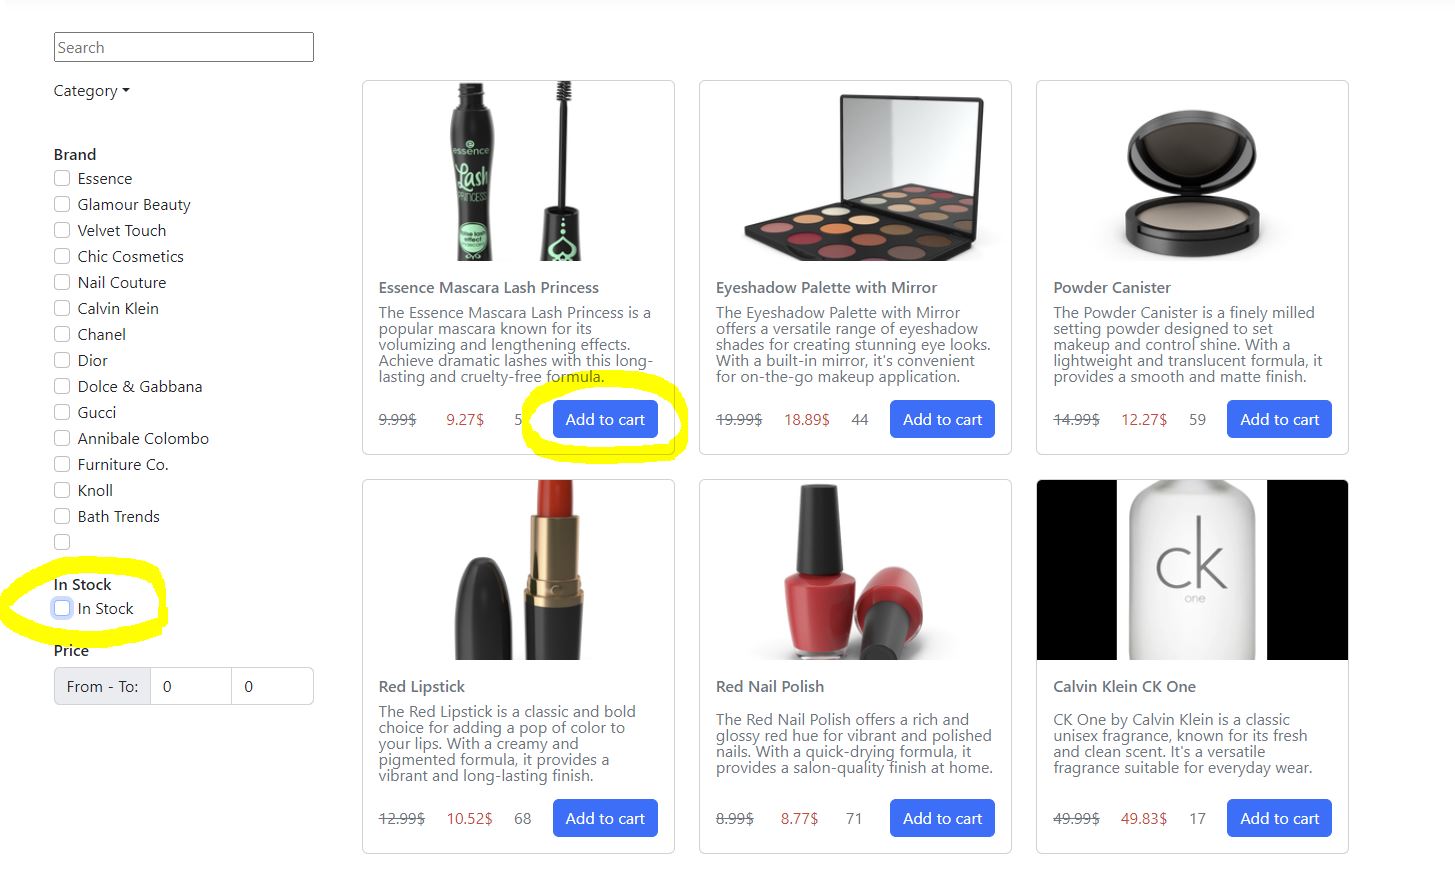 Search
Category
Brand
Essence
Glamour Beauty
Velvet Touch
Chic Cosmetics
Nail Couture
Calvin Klein
Chanel
Dior
Dolce & Gabbana
Gucci
Annibale Colombo
Furniture Co.
Knoll
Bath Trends
In Stock
In Stock
Price
From - To:
0
0
essence
Lash
PRINCESS
false lash
effect
mascara
Essence Mascara Lash Princess
The Essence Mascara Lash Princess is a
popular mascara known for its
volumizing and lengthening effects.
Achieve dramatic lashes with this long-
lasting and cruelty-free formula.
9.99$ 9.27$ 5 Add to cart
Eyeshadow Palette with Mirror
The Eyeshadow Palette with Mirror
offers a versatile range of eyeshadow
shades for creating stunning eye looks.
With a built-in mirror, it's convenient
for on-the-go makeup application.
19.99$ 18.89$ 44 Add to cart
Powder Canister
The Powder Canister is a finely milled
setting powder designed to set
makeup and control shine. With a
lightweight and translucent formula, it
provides a smooth and matte finish.
14.99$ 12.27$ 59 Add to cart
Red Lipstick
The Red Lipstick is a classic and bold
choice for adding a pop of color to
your lips. With a creamy and
pigmented formula, it provides a
vibrant and long-lasting finish.
12.99$ 10.52$ 68 Add to cart
Red Nail Polish
The Red Nail Polish offers a rich and
glossy red hue for vibrant and polished
nails. With a quick-drying formula, it
provides a salon-quality finish at home.
8.99$ 8.77$ 71 Add to cart
ck
one
Calvin Klein CK One
CK One by Calvin Klein is a classic
unisex fragrance, known for its fresh
and clean scent. It's a versatile
fragrance suitable for everyday wear.
49.99$ 49.83$ 17 Add to cart